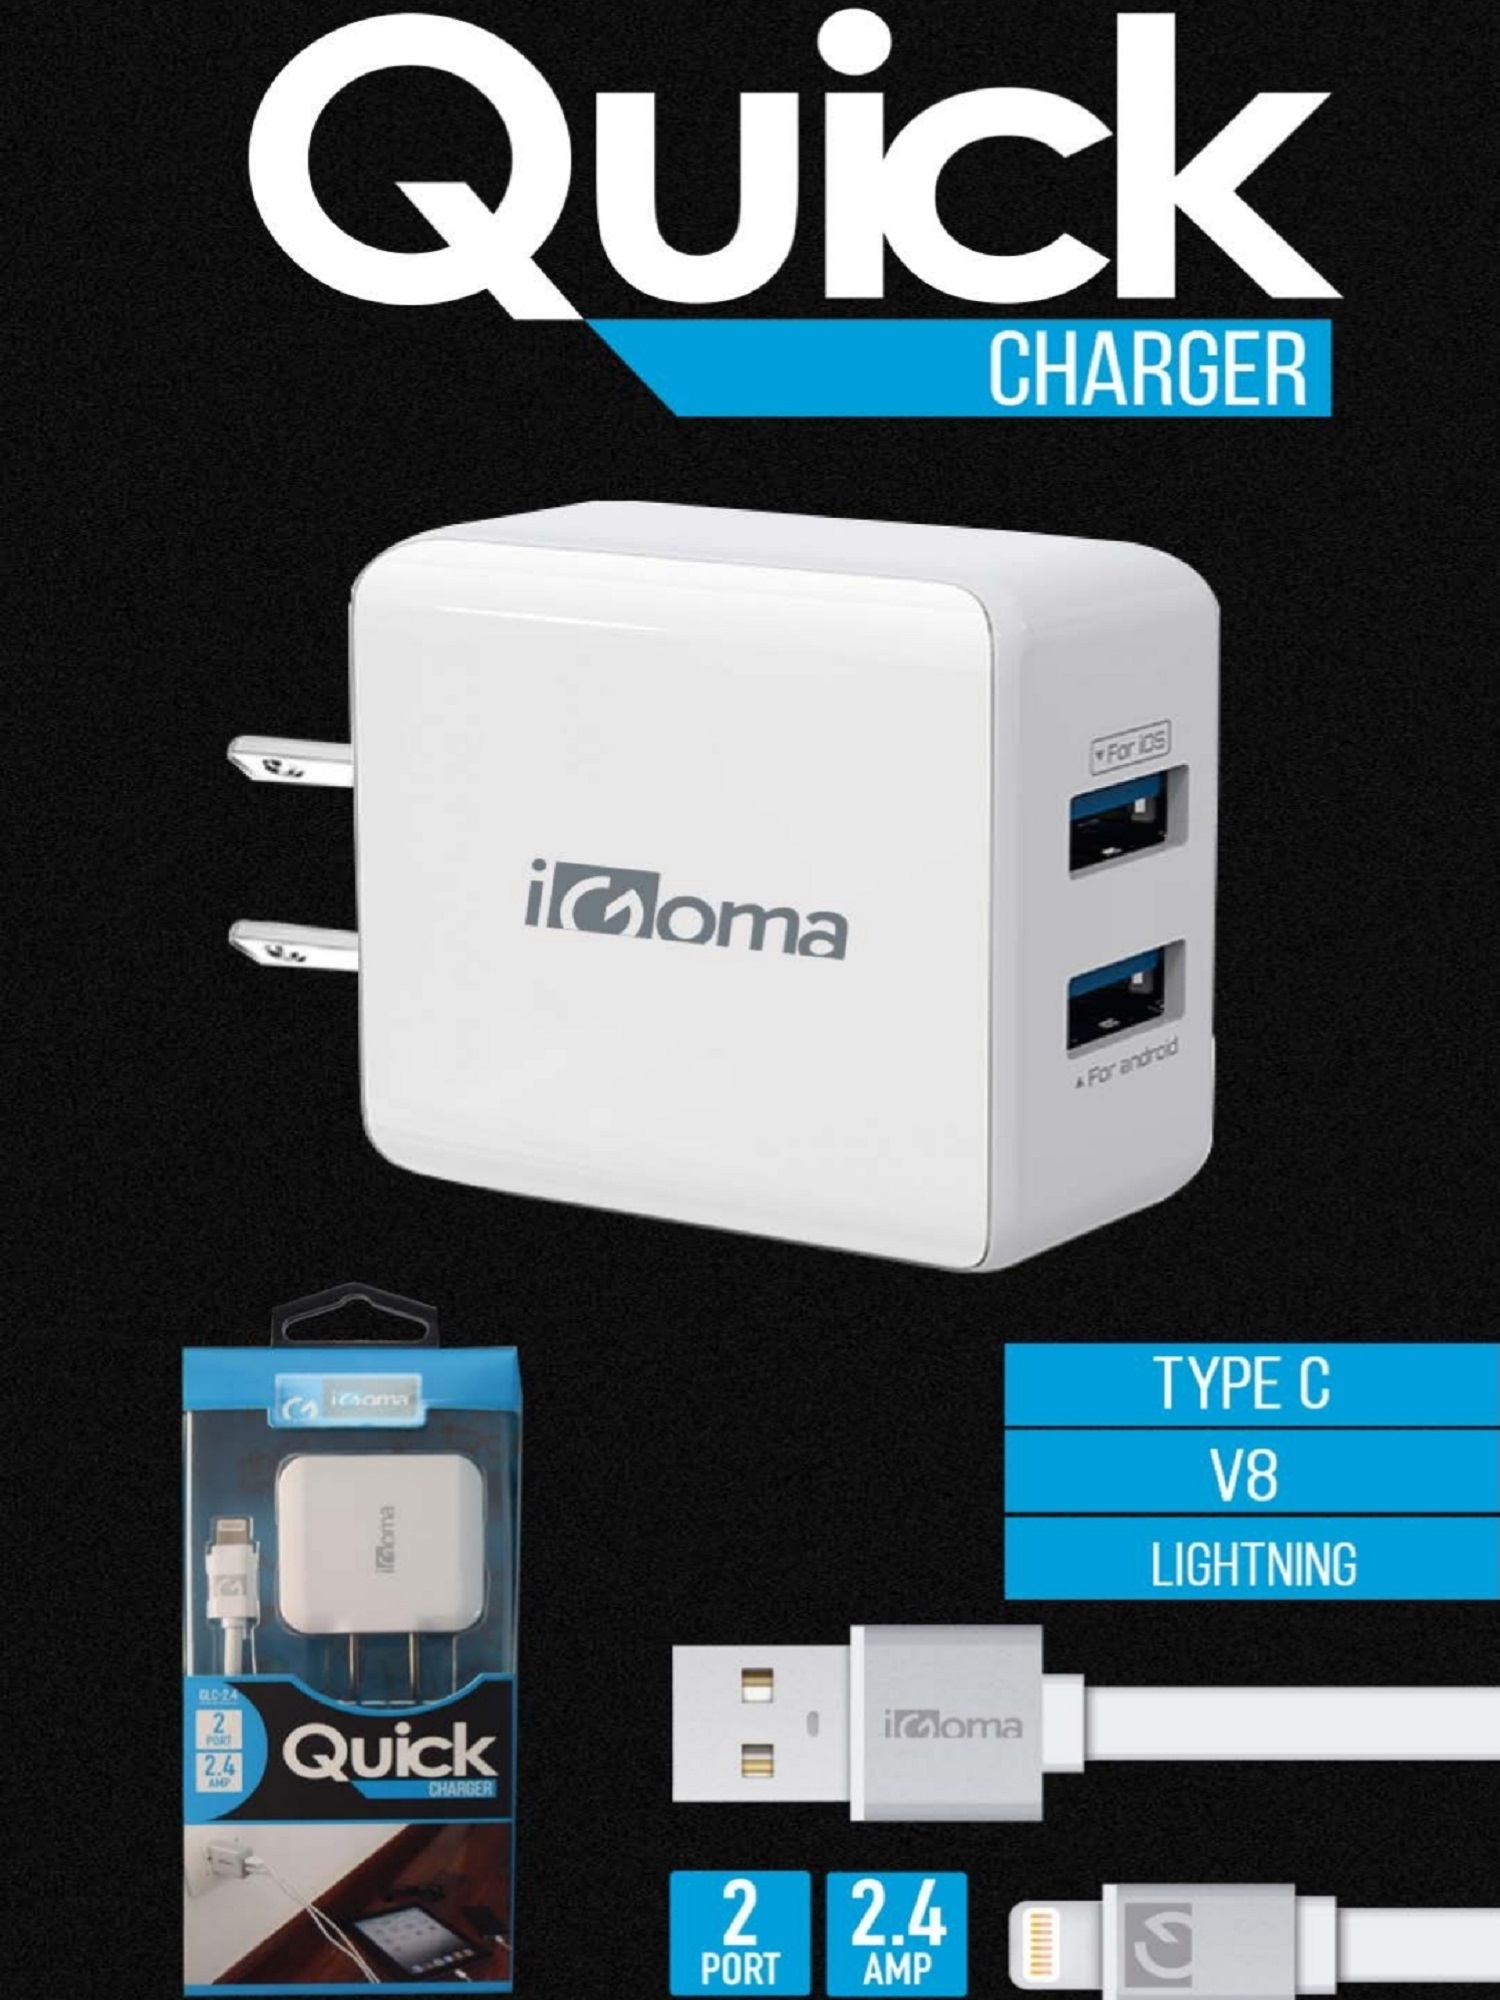 Quick
CHARGER
For iOS
iGoma
For android
iGoma
iGoma
GLC-2.4
2
PORT
2.4
AMP
Quick
CHARGER
TYPE C
V8
LIGHTNING
iGoma
2
PORT
2.4
AMP